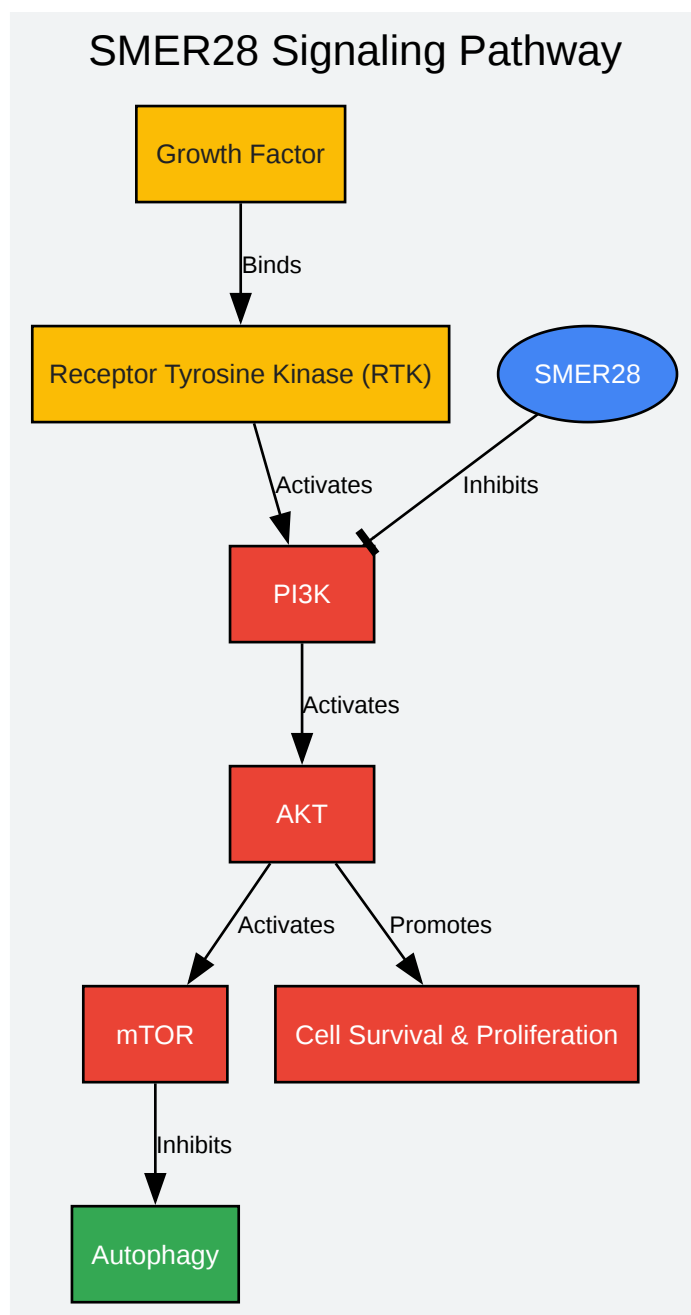 SMER28 Signaling Pathway
Growth Factor
Binds
Receptor Tyrosine Kinase (RTK)
SMER28
Activates
Inhibits
PI3K
Activates
AKT
Activates
Promotes
mTOR
Cell Survival & Proliferation
Inhibits
Autophagy